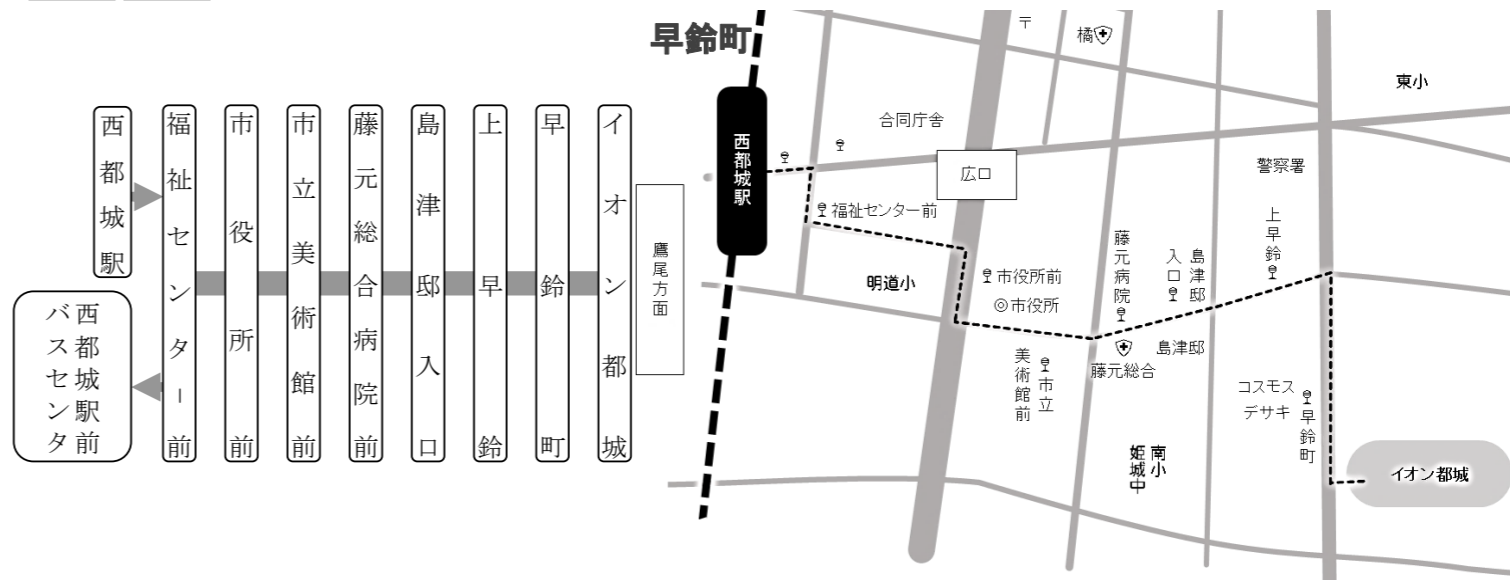 早鈴町
西都城駅
福祉センター前
市役所前
市立美術館前
藤元総合病院前
島津邸入口
上早鈴
早鈴町
イオン都城
鷹尾方面
西都城駅前
バスセンタ
西都城駅
〒
橘
東小
合同庁舎
広口
警察署
福祉センター前
明道小
市役所前
◎市役所
藤元病院
島津邸
入口
上早鈴
市立
美術館前
藤元総合
島津邸
コスモス
デサキ
早鈴町
南小
姫城中
イオン都城